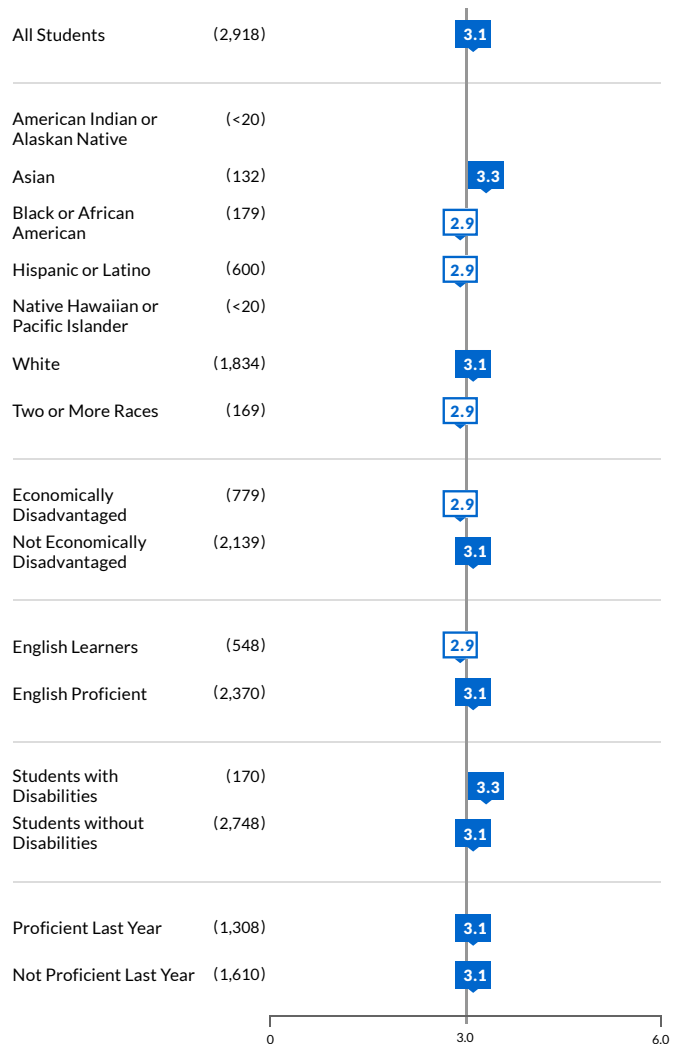 All Students (2,918) 3.1
American Indian or (<20)
Alaskan Native
Asian (132) 3.3
Black or African (179) 2.9
American
Hispanic or Latino (600) 2.9
Native Hawaiian or (<20)
Pacific Islander
White (1,834) 3.1
Two or More Races (169) 2.9
Economically (779) 2.9
Disadvantaged
Not Economically (2,139) 3.1
Disadvantaged
English Learners (548) 2.9
English Proficient (2,370) 3.1
Students with (170) 3.3
Disabilities
Students without (2,748) 3.1
Disabilities
Proficient Last Year (1,308) 3.1
Not Proficient Last Year (1,610) 3.1
0 3.0 6.0